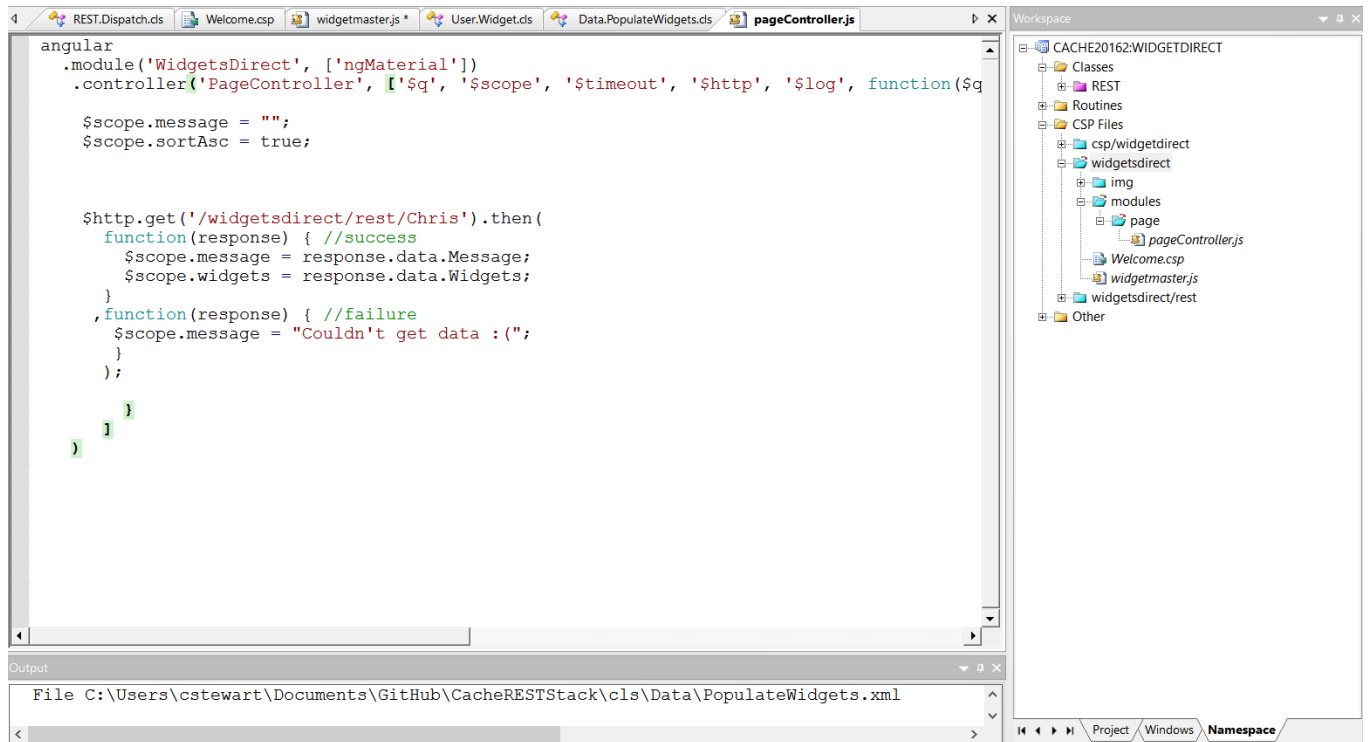 REST.Dispatch.cls Welcome.csp widgetmaster.js * User.Widget.cls Data.PopulateWidgets.cls pageController.js
angular
.module('WidgetsDirect', ['ngMaterial'])
.controller('PageController', ['$q', '$scope', '$timeout', '$http', '$log', function($q
$scope.message = "";
$scope.sortAsc = true;
$http.get('/widgetsdirect/rest/Chris').then(
function(response) { //success
$scope.message = response.data.Message;
$scope.widgets = response.data.Widgets;
}
,function(response) { //failure
$scope.message = "Couldn't get data :(";
}
);
}
]
)
Output
File C:\Users\cstewart\Documents\GitHub\CacheRESTStack\cls\Data\PopulateWidgets.xml
Workspace
CACHE20162:WIDGETDIRECT
Classes
REST
Routines
CSP Files
csp/widgetdirect
widgetsdirect
img
modules
page
pageController.js
Welcome.csp
widgetmaster.js
widgetsdirect/rest
Other
Project Windows Namespace